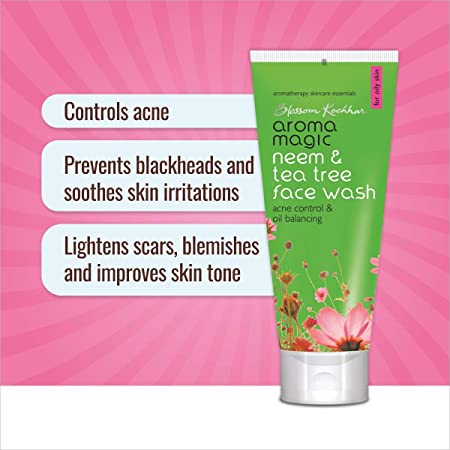 Controls acne
Prevents blackheads and
soothes skin irritations
Lightens scars, blemishes
and improves skin tone
aromatherapy skincare essentials
for oily skin
Blossom Kochhar
aroma
magic
neem &
tea tree
face wash
acne control &
oil balancing